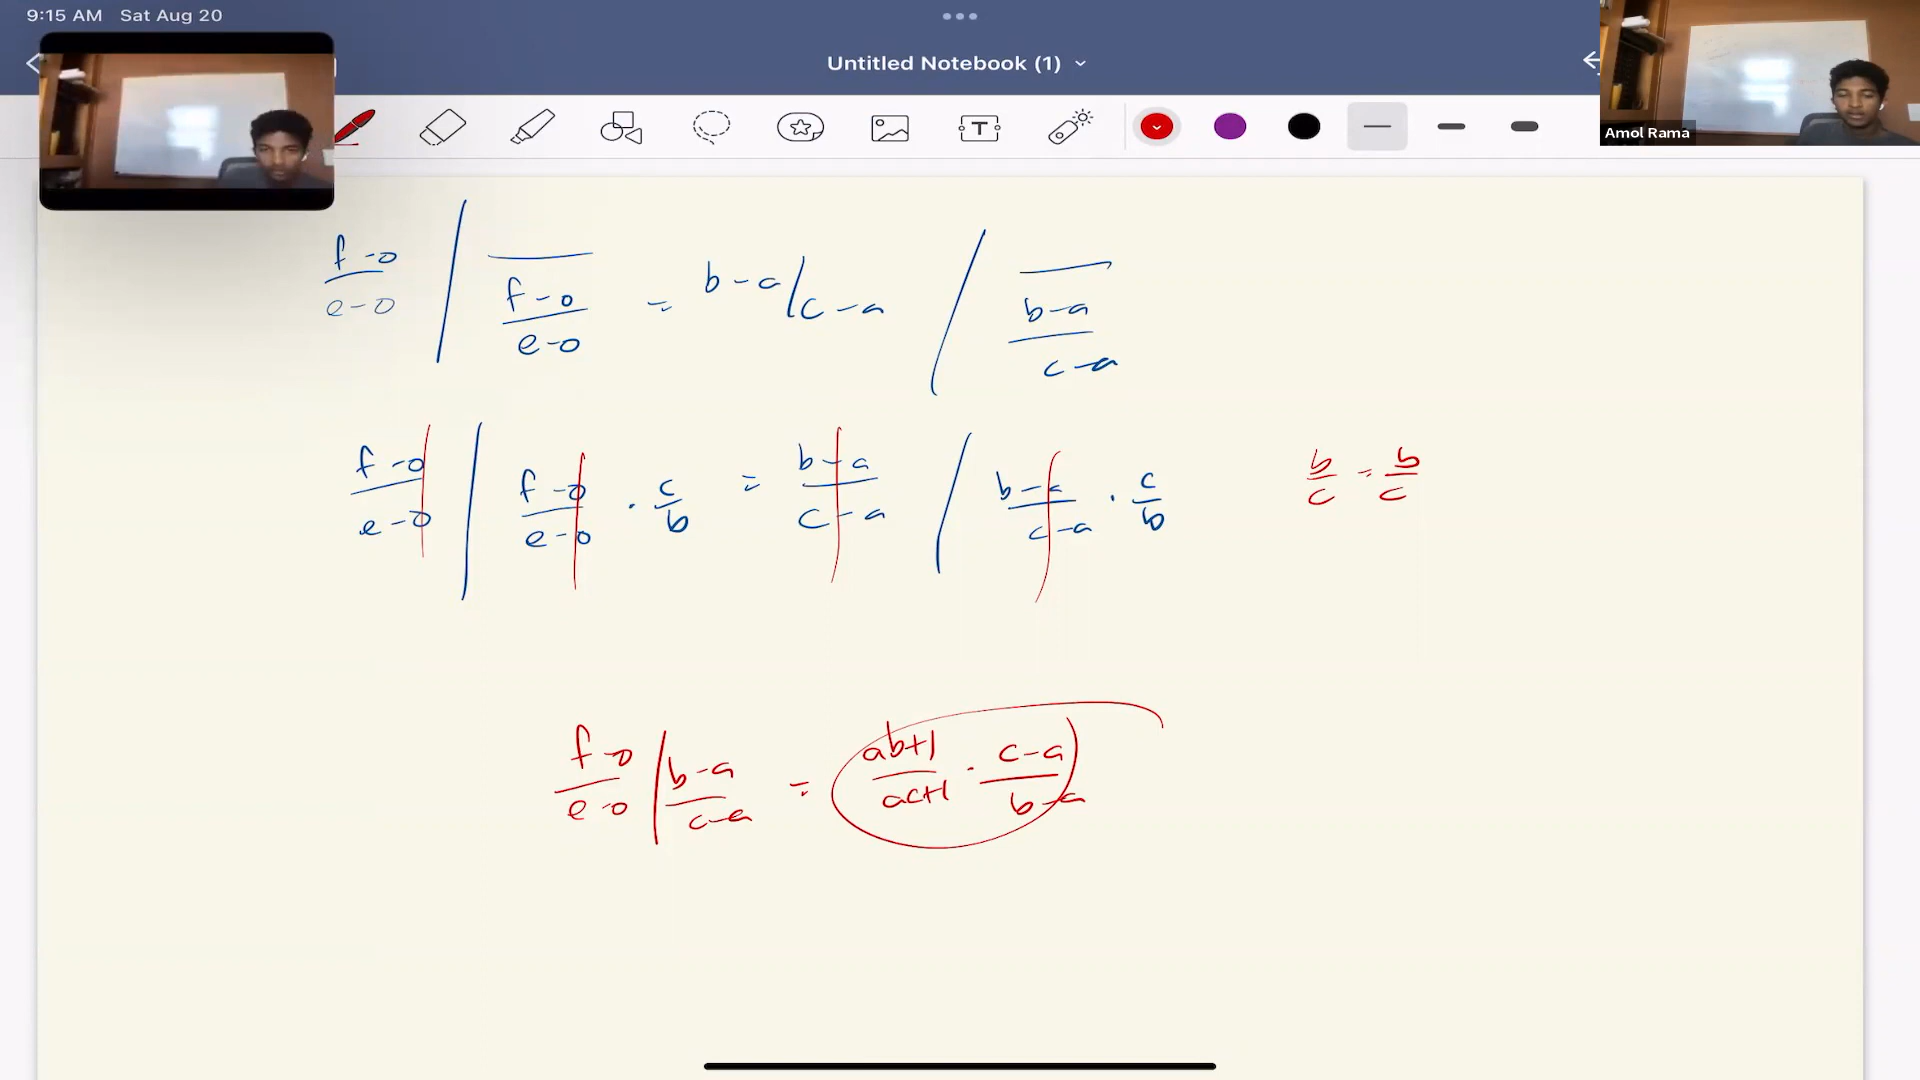 9:15 AM Sat Aug 20
Untitled Notebook (1)
Amol Rama
f-o/e-o / ‾‾/(f-o/e-o) = b-a/c-a / ‾‾/(b-a/c-a)
f-o/e-o / f-o/e-o · c/b = b-a/c-a / b-a/c-a · c/b
b/c = b/c
f-o/e-o / b-a/c-a = ab+1/ac+1 · c-a/b-a